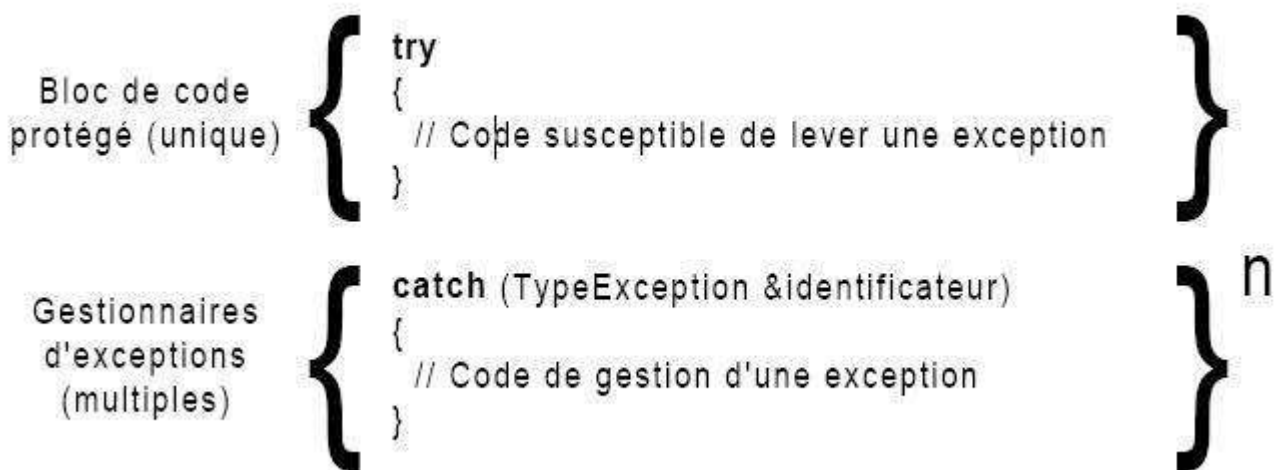 try
{
Bloc de code
protégé (unique)
// Code susceptible de lever une exception
}
catch (TypeException &identificateur)
n
{
Gestionnaires
d'exceptions
(multiples)
// Code de gestion d'une exception
}